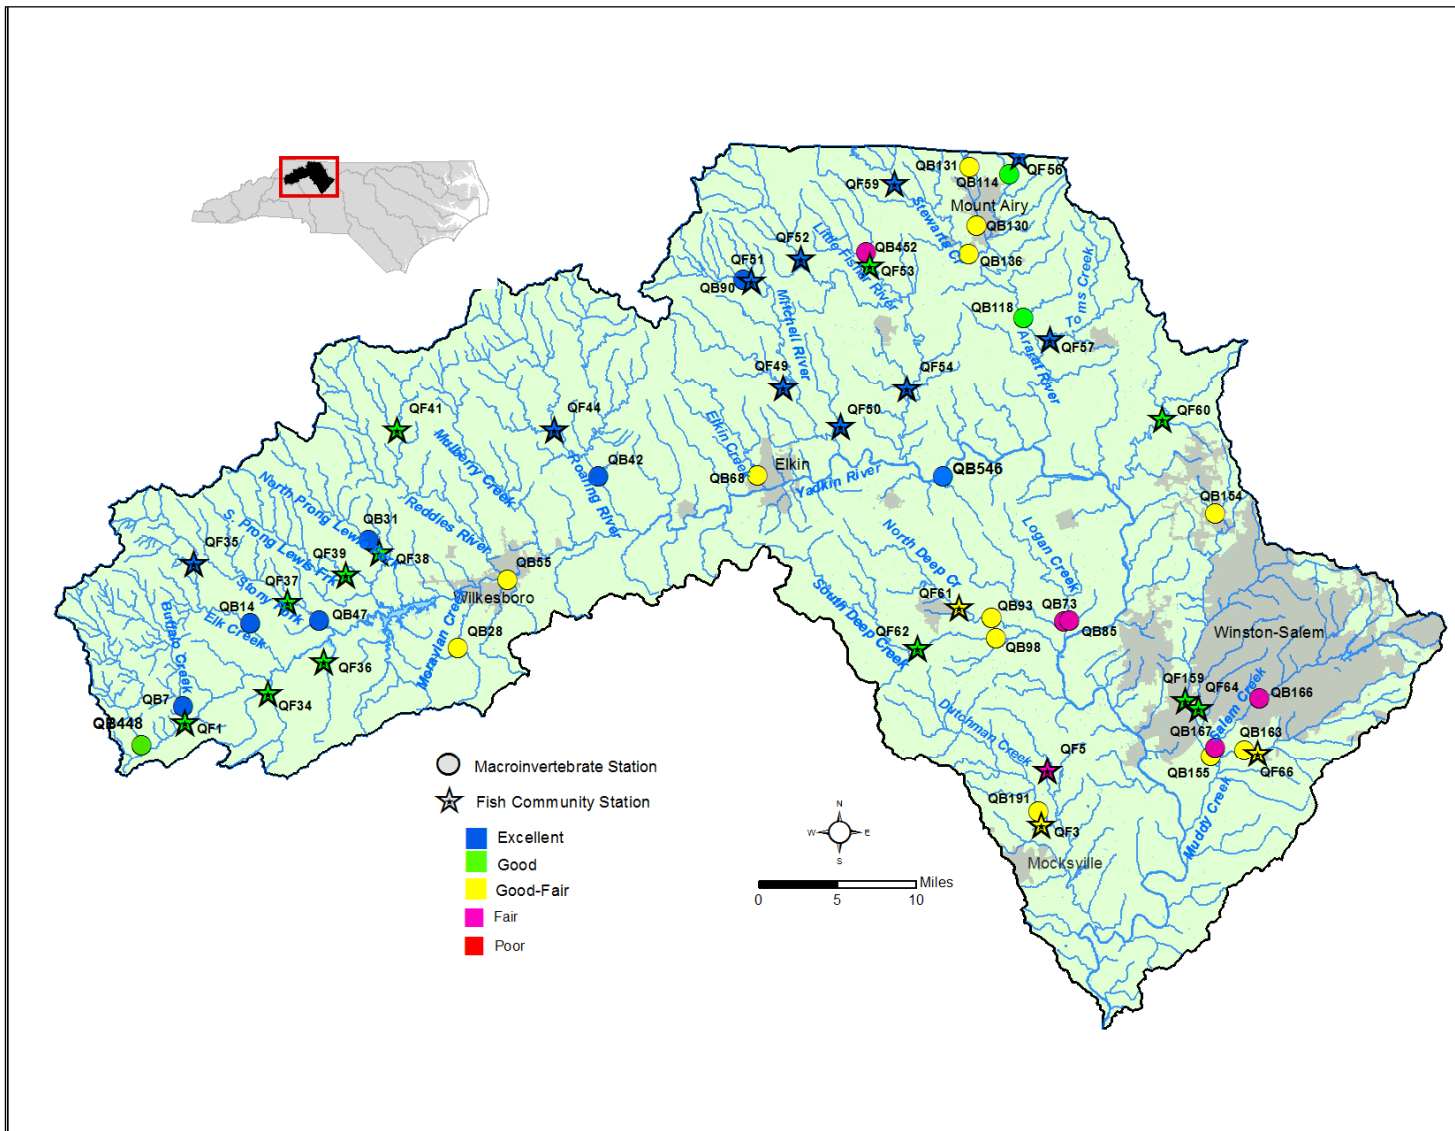 QB131
QF56
QF59
QB114
Mount Airy
Stewarts Cr
QB130
QF52
Little Fisher River
QB452
QF51
QF53
QB136
QB90
Mitchell River
Toms Creek
QB118
Ararat River
QF57
QF49
QF54
QF41
QF44
QF50
QF60
Elkin Creek
Mulberry Creek
Elkin
QB42
QB68
QB546
Yadkin River
Roaring River
North Prong Lewis Frk
QB154
QB31
Reddies River
S. Prong Lewis Frk
North Deep Cr
Logan Creek
QF35
QF39
QF38
QB55
QF37
Stony Fork
Wilkesboro
South Deep Creek
QF61
QB93
QB73
QB14
QB47
Buffalo Creek
Elk Creek
Moravian Creek
QB85
Winston-Salem
QB28
QF62
QB98
QF36
QB7
QF34
QF159
QF64
QB166
QB448
QF1
Dutchman Creek
Salem Creek
QB167
QB163
QF5
QB155
QF66
Macroinvertebrate Station
Fish Community Station
QB191
QF3
Muddy Creek
Mocksville
Excellent
Good
Good-Fair
Fair
Poor
N
W
E
S
Miles
0 5 10